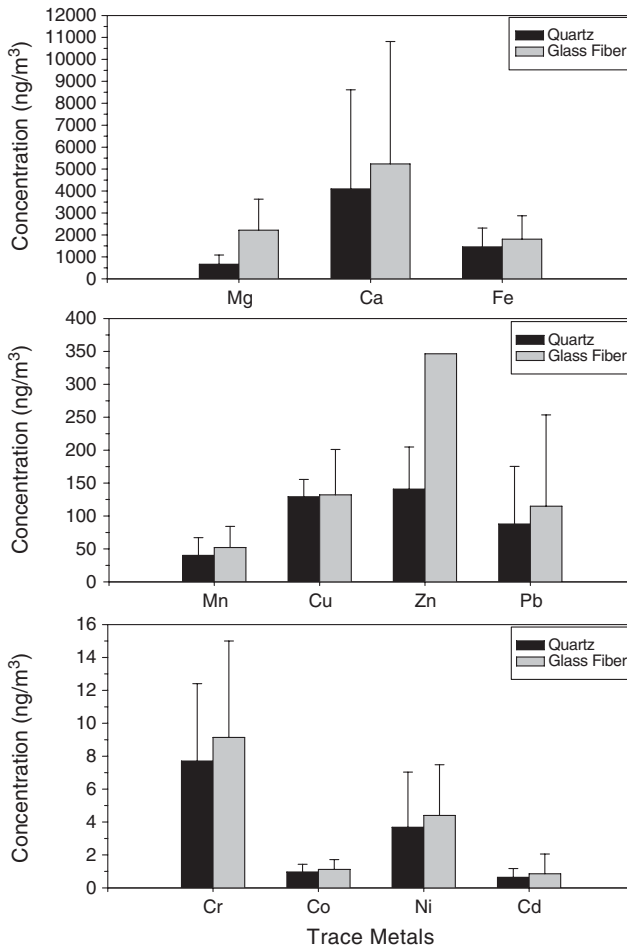 12000
11000
10000
9000
8000
7000
6000
5000
4000
3000
2000
1000
0
Concentration (ng/m³)
Quartz
Glass Fiber
Mg Ca Fe
400
350
300
250
200
150
100
50
0
Concentration (ng/m³)
Quartz
Glass Fiber
Mn Cu Zn Pb
16
14
12
10
8
6
4
2
0
Concentration (ng/m³)
Quartz
Glass Fiber
Cr Co Ni Cd
Trace Metals